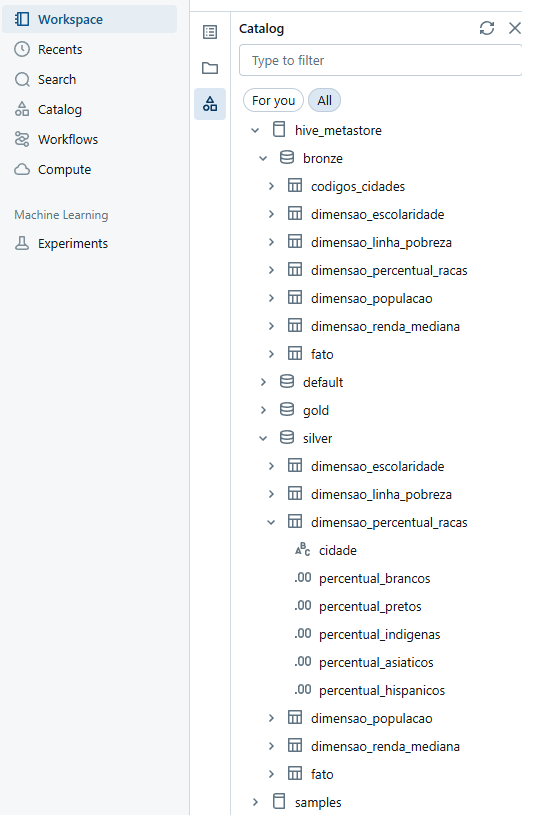 Workspace
Recents
Search
Catalog
Workflows
Compute
Machine Learning
Experiments
Catalog
Type to filter
For you
All
hive_metastore
bronze
codigos_cidades
dimensao_escolaridade
dimensao_linha_pobreza
dimensao_percentual_racas
dimensao_populacao
dimensao_renda_mediana
fato
default
gold
silver
dimensao_escolaridade
dimensao_linha_pobreza
dimensao_percentual_racas
ABC cidade
.00 percentual_brancos
.00 percentual_pretos
.00 percentual_indigenas
.00 percentual_asiaticos
.00 percentual_hispanicos
dimensao_populacao
dimensao_renda_mediana
fato
samples